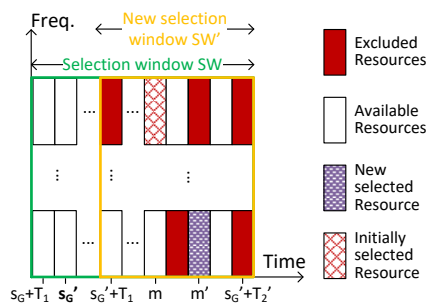 Freq.
New selection
window SW'
Selection window SW
...
...
...
...
...
...
...
Time
s_G+T_1
s_G'
s_G'+T_1
m
m'
s_G'+T_2'
Excluded
Resources
Available
Resources
New
selected
Resource
Initially
selected
Resource